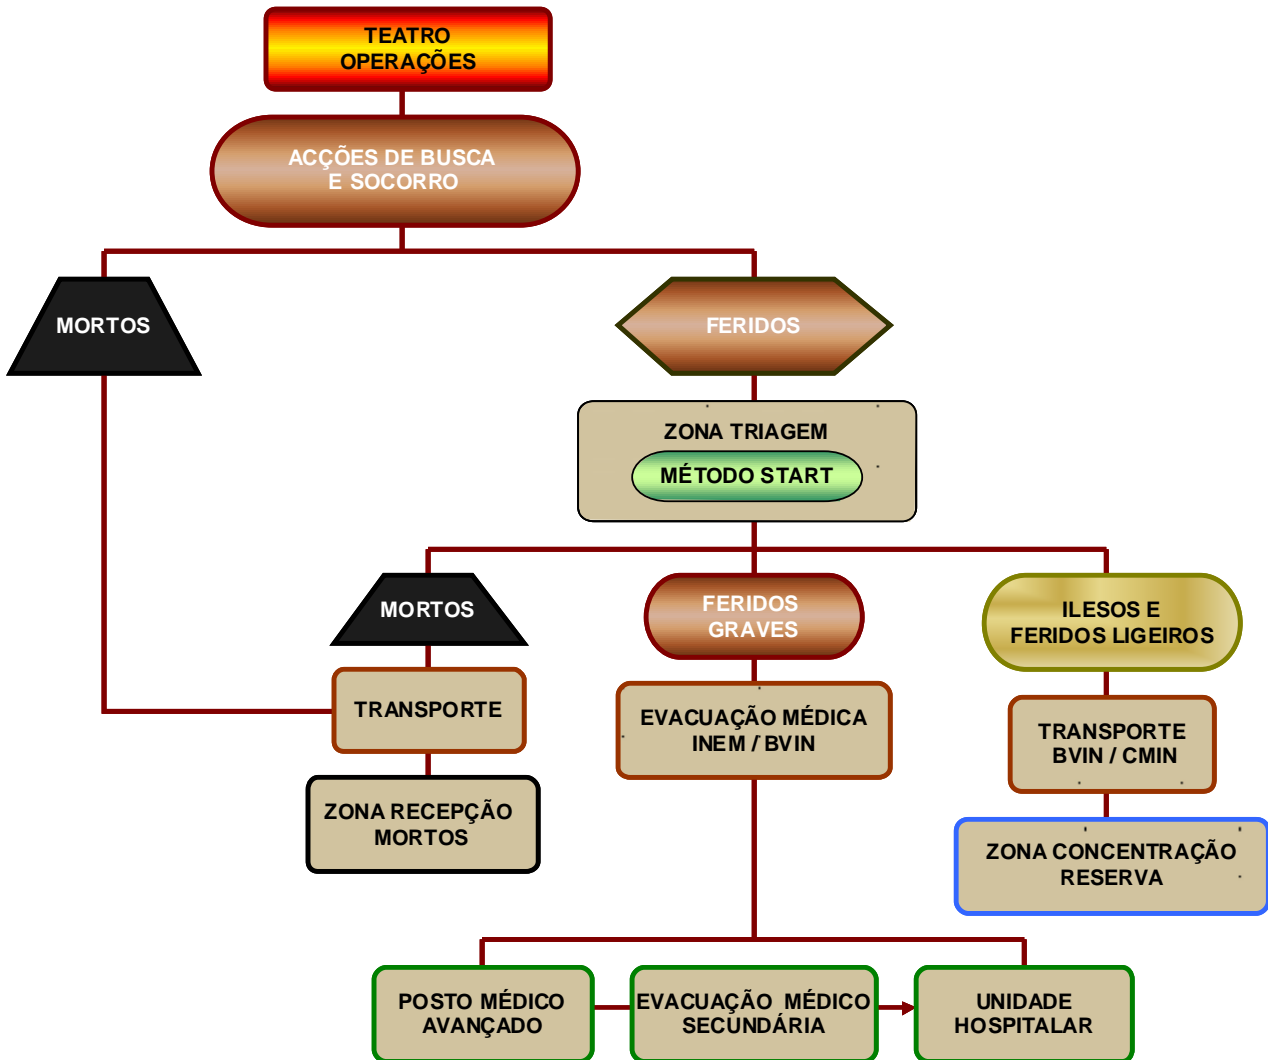 TEATRO
OPERAÇÕES
ACÇÕES DE BUSCA
E SOCORRO
MORTOS
FERIDOS
ZONA TRIAGEM
MÉTODO START
MORTOS
FERIDOS
GRAVES
ILESOS E
FERIDOS LIGEIROS
TRANSPORTE
EVACUAÇÃO MÉDICA
INEM / BVIN
TRANSPORTE
BVIN / CMIN
ZONA RECEPÇÃO
MORTOS
ZONA CONCENTRAÇÃO
RESERVA
POSTO MÉDICO
AVANÇADO
EVACUAÇÃO MÉDICO
SECUNDÁRIA
UNIDADE
HOSPITALAR